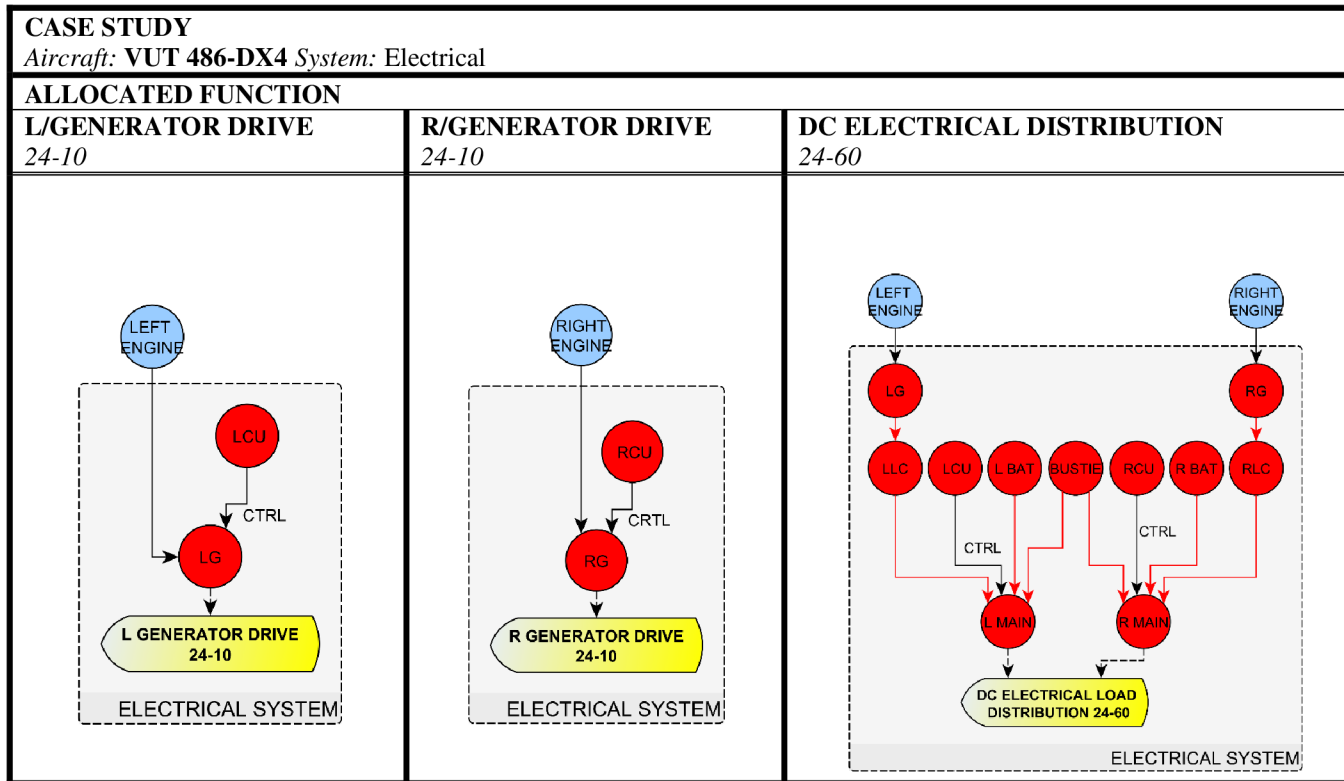 CASE STUDY
Aircraft: VUT 486-DX4 System: Electrical
ALLOCATED FUNCTION
L/GENERATOR DRIVE
24-10
LEFT
ENGINE
LCU
CTRL
LG
L GENERATOR DRIVE
24-10
ELECTRICAL SYSTEM
R/GENERATOR DRIVE
24-10
RIGHT
ENGINE
RCU
CRTL
RG
R GENERATOR DRIVE
24-10
ELECTRICAL SYSTEM
DC ELECTRICAL DISTRIBUTION
24-60
LEFT
ENGINE
RIGHT
ENGINE
LG
RG
LLC
LCU
L BAT
BUSTIE
RCU
R BAT
RLC
CTRL
CTRL
L MAIN
R MAIN
DC ELECTRICAL LOAD
DISTRIBUTION 24-60
ELECTRICAL SYSTEM